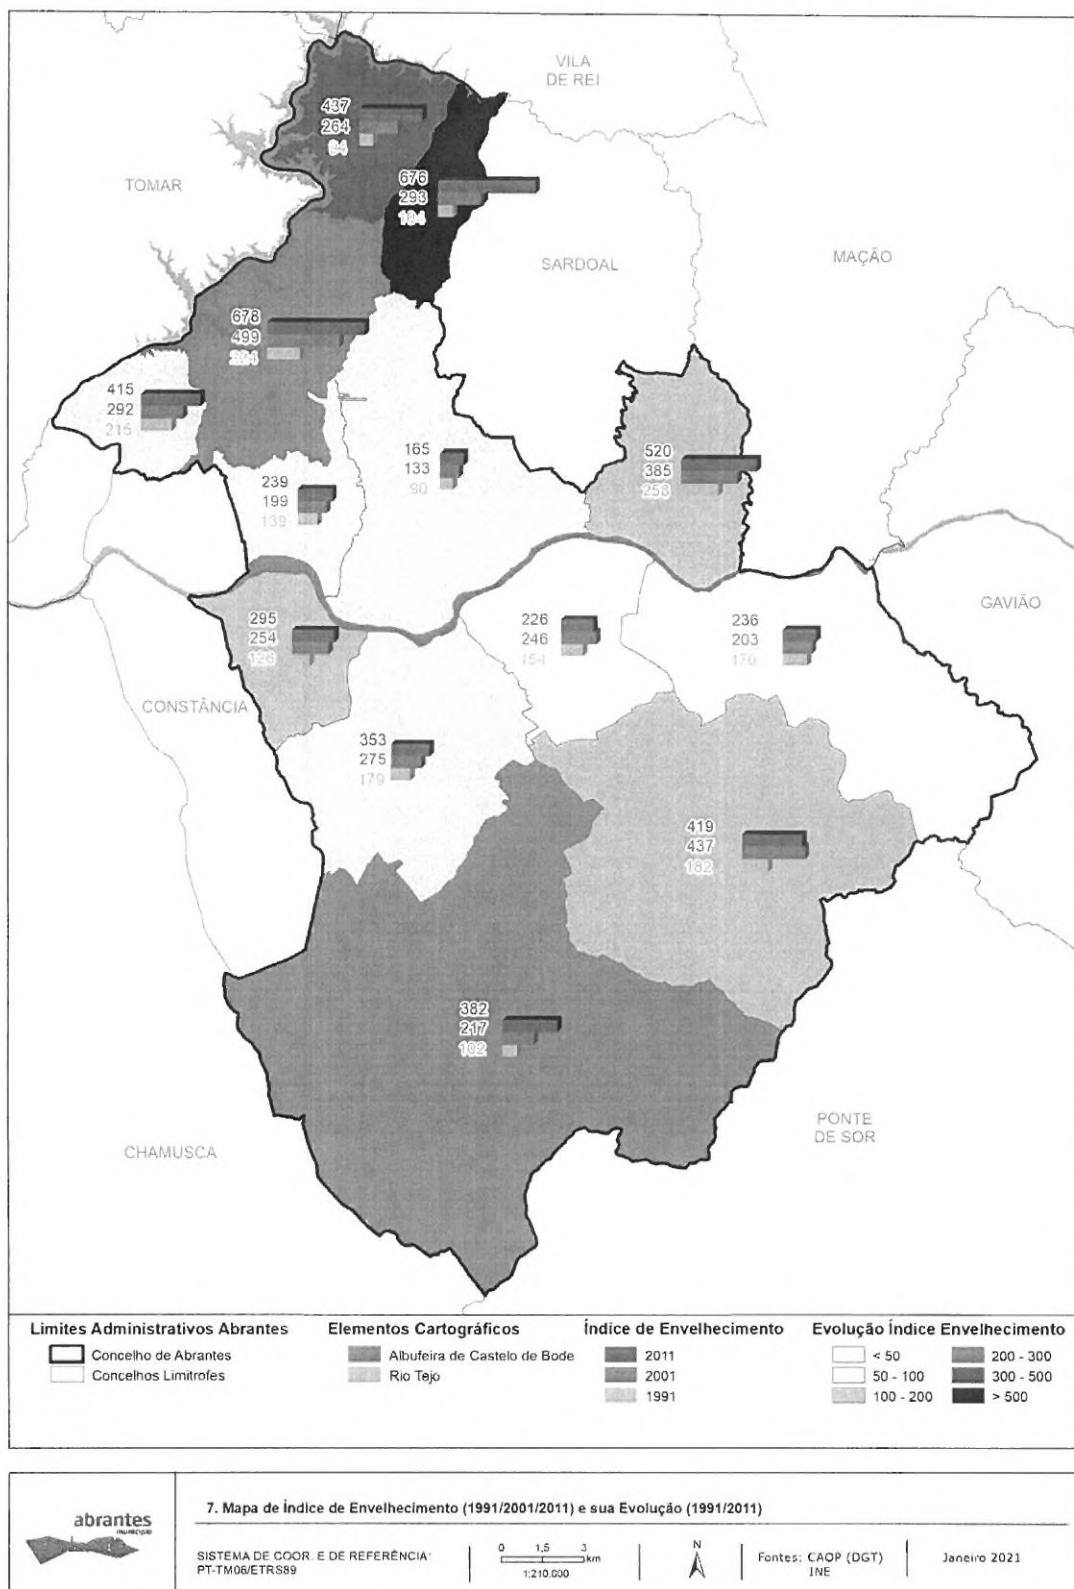 VILA
DE REI
437
264
TOMAR
676
293
SARDOAL
MAÇÃO
678
499
415
292
215
165
133
90
520
385
258
239
199
139
295
254
126
226
246
154
236
203
170
GAVIÃO
CONSTÂNCIA
353
275
179
419
437
182
382
217
102
PONTE
DE SOR
CHAMUSCA
Limites Administrativos Abrantes
Concelho de Abrantes
Concelhos Limitrofes
Elementos Cartográficos
Albufeira de Castelo de Bode
Rio Tejo
Índice de Envelhecimento
2011
2001
1991
Evolução Índice Envelhecimento
< 50
50 - 100
100 - 200
200 - 300
300 - 500
> 500
abrantes
município
7. Mapa de Índice de Envelhecimento (1991/2001/2011) e sua Evolução (1991/2011)
SISTEMA DE COOR. E DE REFERÊNCIA:
PT-TM06/ETRS89
0 1,5 3
km
1:210.000
N
Fontes: CAOP (DGT)
INE
Janeiro 2021